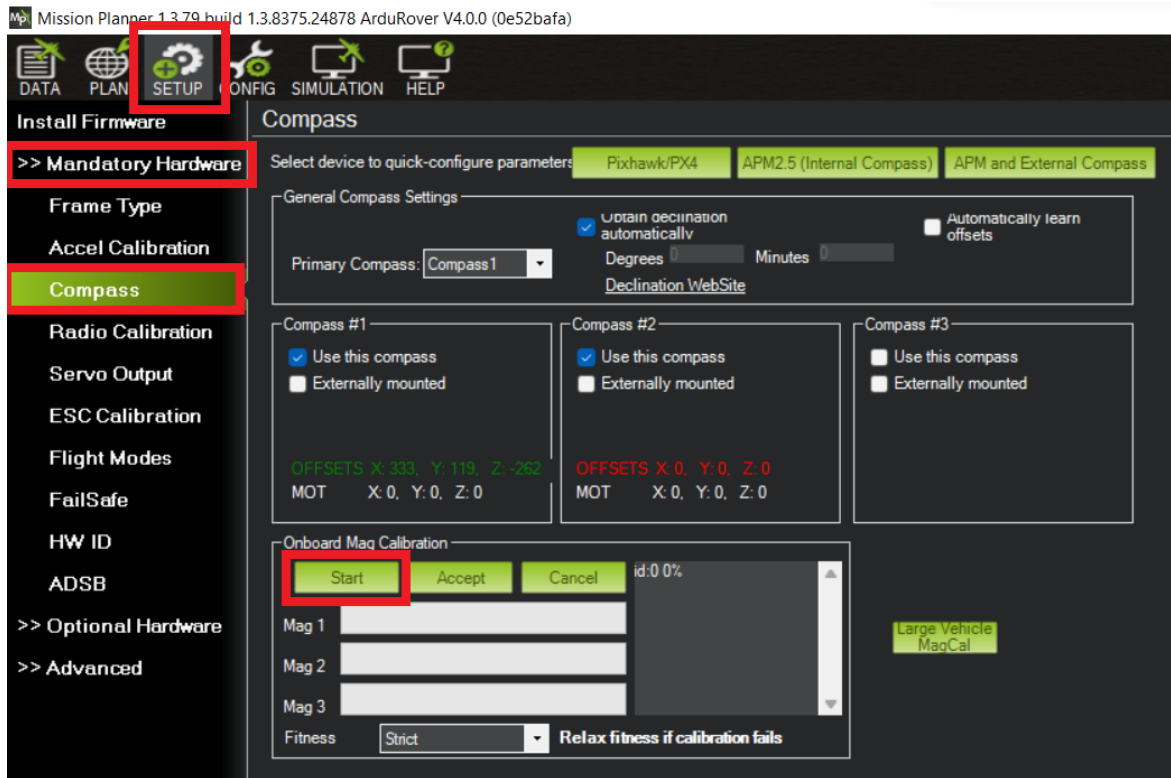 Mission Planner 1.3.79 build 1.3.8375.24878 ArduRover V4.0.0 (0e52bafa)
DATA PLAN SETUP CONFIG SIMULATION HELP
Install Firmware
>> Mandatory Hardware
Frame Type
Accel Calibration
Compass
Radio Calibration
Servo Output
ESC Calibration
Flight Modes
FailSafe
HW ID
ADSB
>> Optional Hardware
>> Advanced
Compass
Select device to quick-configure parameters Pixhawk/PX4 APM2.5 (Internal Compass) APM and External Compass
General Compass Settings
Primary Compass: Compass1
Obtain declination
automatically
Degrees 0 Minutes 0
Declination WebSite
Automatically learn
offsets
Compass #1
Use this compass
Externally mounted
OFFSETS X: 333, Y: 119, Z: -262
MOT X: 0, Y: 0, Z: 0
Compass #2
Use this compass
Externally mounted
OFFSETS X: 0, Y: 0, Z: 0
MOT X: 0, Y: 0, Z: 0
Compass #3
Use this compass
Externally mounted
Onboard Mag Calibration
Start Accept Cancel
id:0 0%
Mag 1
Mag 2
Mag 3
Fitness Strict Relax fitness if calibration fails
Large Vehicle
MagCal